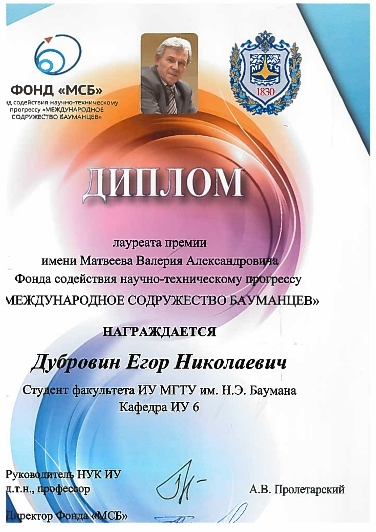 ФОНД «МСБ»
д содействия научно-техническому
прогрессу «МЕЖДУНАРОДНОЕ
СОДРУЖЕСТВО БАУМАНЦЕВ»
1830
ДИПЛОМ
лауреата премии
имени Матвеева Валерия Александровича
Фонда содействия научно-техническому прогрессу
МЕЖДУНАРОДНОЕ СОДРУЖЕСТВО БАУМАНЦЕВ»
НАГРАЖДАЕТСЯ
Дубровин Егор Николаевич
Студент факультета ИУ МГТУ им. Н.Э. Баумана
Кафедра ИУ 6
Руководитель НУК ИУ
д.т.н., профессор
А.В. Пролетарский
Директор Фонда «МСБ»